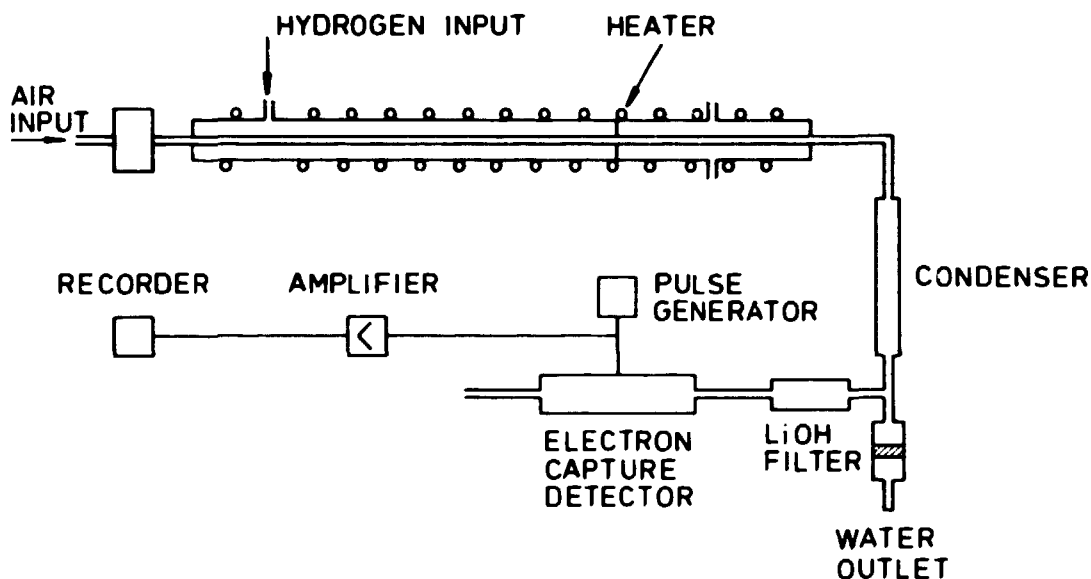 HYDROGEN INPUT
HEATER
AIR
INPUT
RECORDER
AMPLIFIER
PULSE
GENERATOR
CONDENSER
ELECTRON
CAPTURE
DETECTOR
LiOH
FILTER
WATER
OUTLET